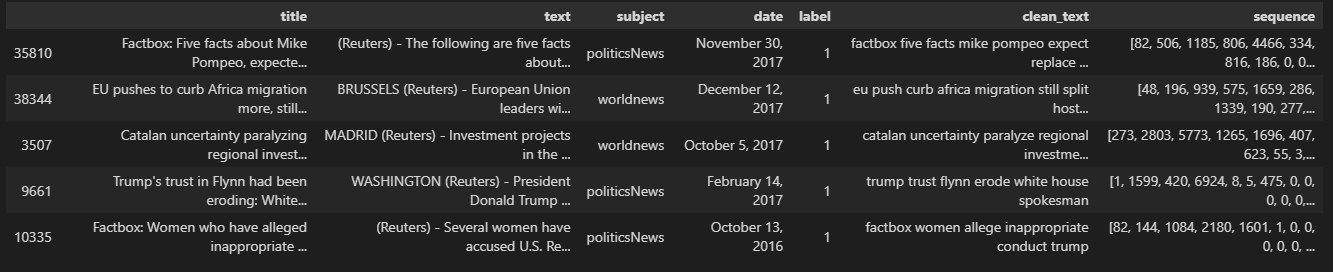 title text subject date label clean_text sequence
35810 Factbox: Five facts about Mike (Reuters) - The following are five facts politicsNews November 30, 1 factbox five facts mike pompeo expect [82, 506, 1185, 806, 4466, 334,
Pompeo, expecte... about... 2017 replace ... 816, 186, 0, 0...
38344 EU pushes to curb Africa migration BRUSSELS (Reuters) - European Union worldnews December 12, 1 eu push curb africa migration still split [48, 196, 939, 575, 1659, 286,
more, still... leaders wi... 2017 host... 1339, 190, 277,...
3507 Catalan uncertainty paralyzing MADRID (Reuters) - Investment projects worldnews October 5, 2017 1 catalan uncertainty paralyze regional [273, 2803, 5773, 1265, 1696, 407,
regional invest... in the ... investme... 623, 55, 3,...
9661 Trump's trust in Flynn had been WASHINGTON (Reuters) - President politicsNews February 14, 1 trump trust flynn erode white house [1, 1599, 420, 6924, 8, 5, 475, 0, 0,
eroding: White... Donald Trump ... 2017 spokesman 0, 0, 0,...
10335 Factbox: Women who have alleged (Reuters) - Several women have politicsNews October 13, 1 factbox women allege inappropriate [82, 144, 1084, 2180, 1601, 1, 0, 0,
inappropriate ... accused U.S. Re... 2016 conduct trump 0, 0, 0, ...